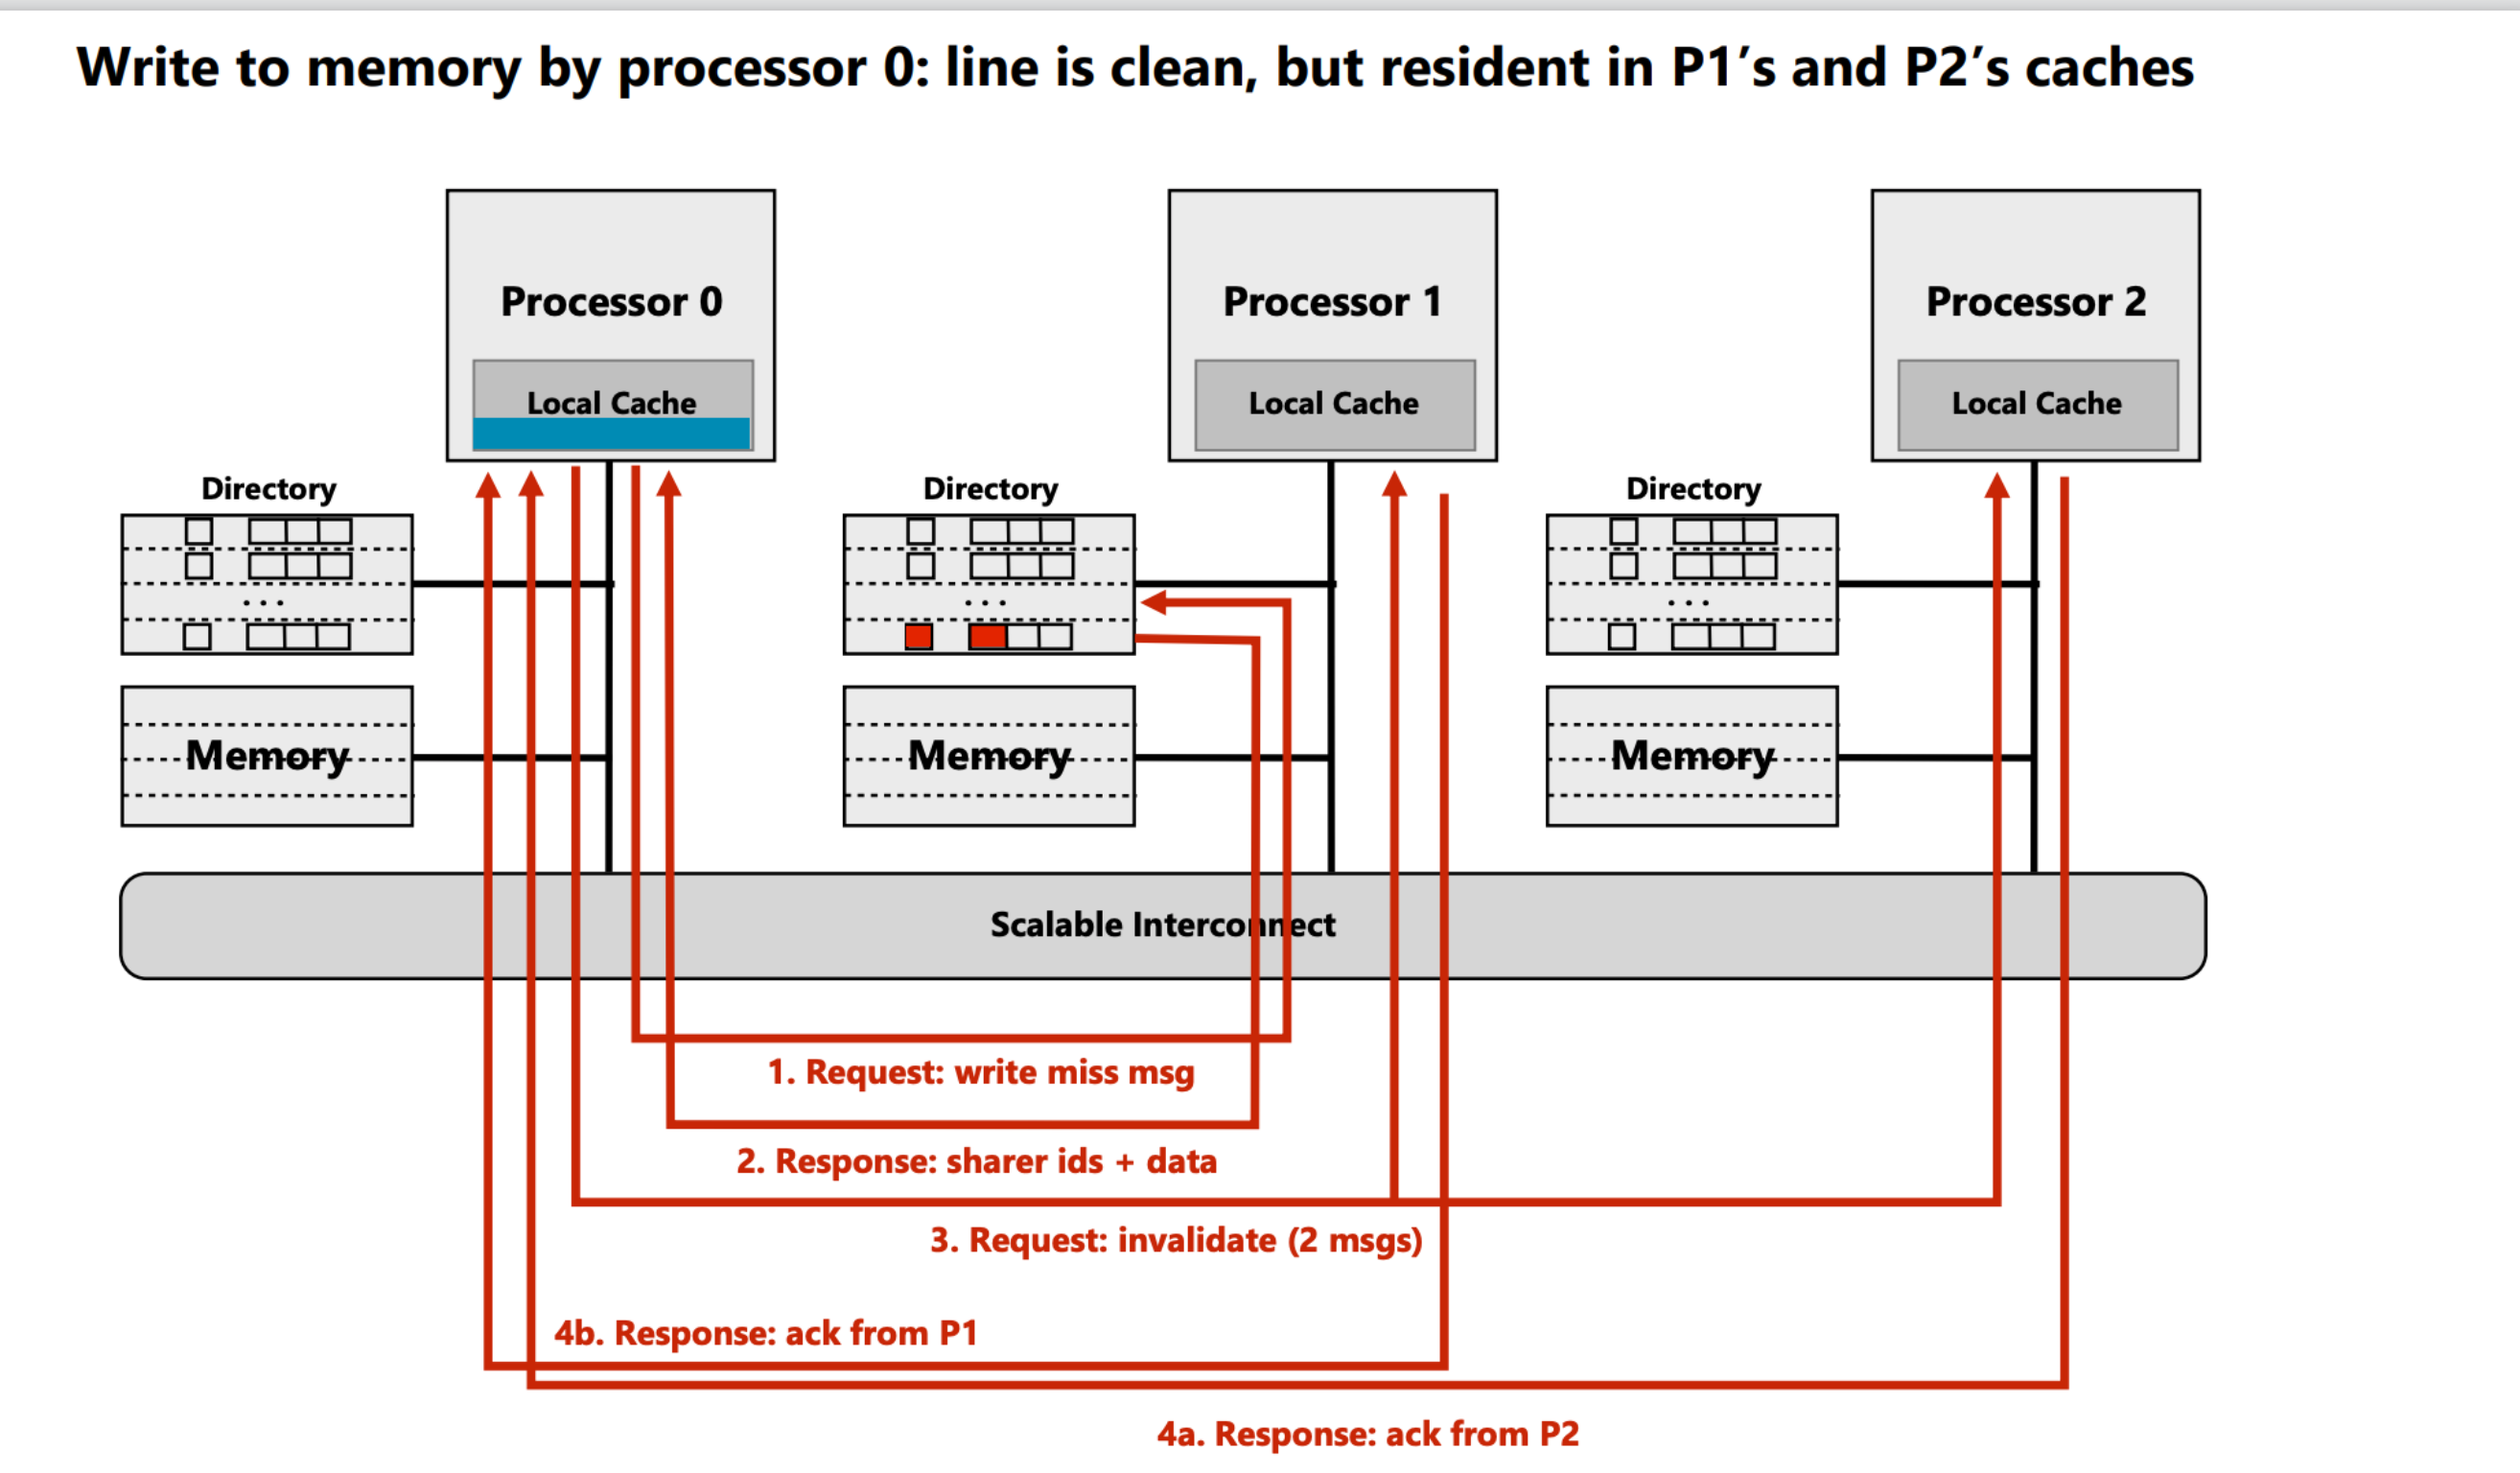 Write to memory by processor 0: line is clean, but resident in P1’s and P2’s caches
Processor 0
Processor 1
Processor 2
Local Cache
Local Cache
Local Cache
Directory
Directory
Directory
. . .
. . .
. . .
Memory
Memory
Memory
Scalable Interconnect
1. Request: write miss msg
2. Response: sharer ids + data
3. Request: invalidate (2 msgs)
4b. Response: ack from P1
4a. Response: ack from P2